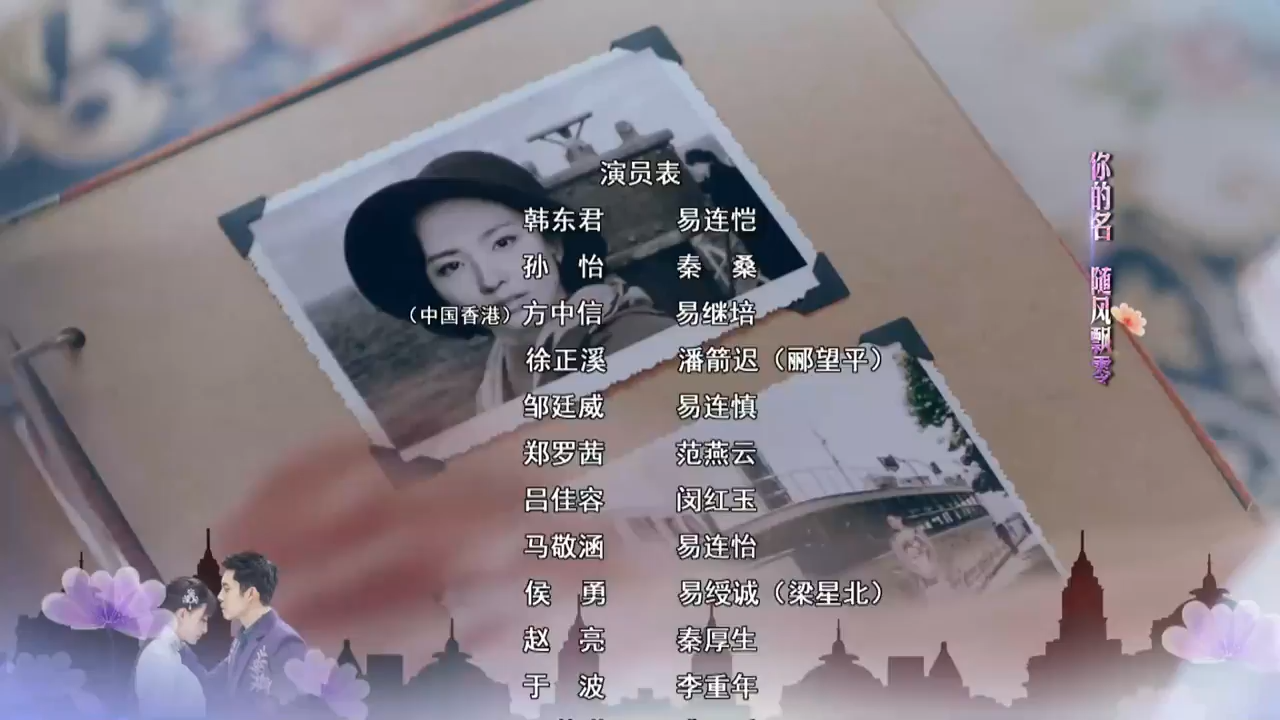 演员表
韩东君 易连恺
孙 怡 秦 桑
（中国香港）方中信 易继培
徐正溪 潘箭迟（郦望平）
邹廷威 易连慎
郑罗茜 范燕云
吕佳容 闵红玉
马敬涵 易连怡
侯 勇 易绶诚（梁星北）
赵 亮 秦厚生
于 波 李重年
你的名 随风飘零